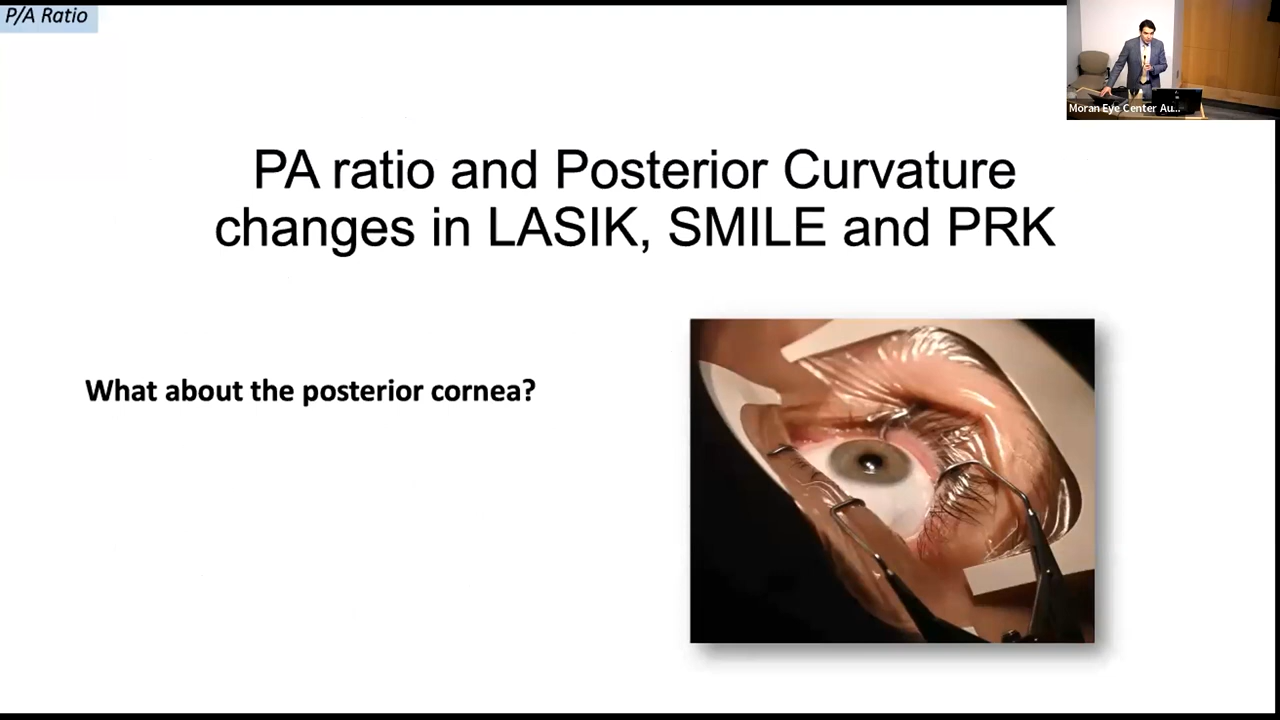 P/A Ratio
Moran Eye Center Au...
PA ratio and Posterior Curvature
changes in LASIK, SMILE and PRK
What about the posterior cornea?